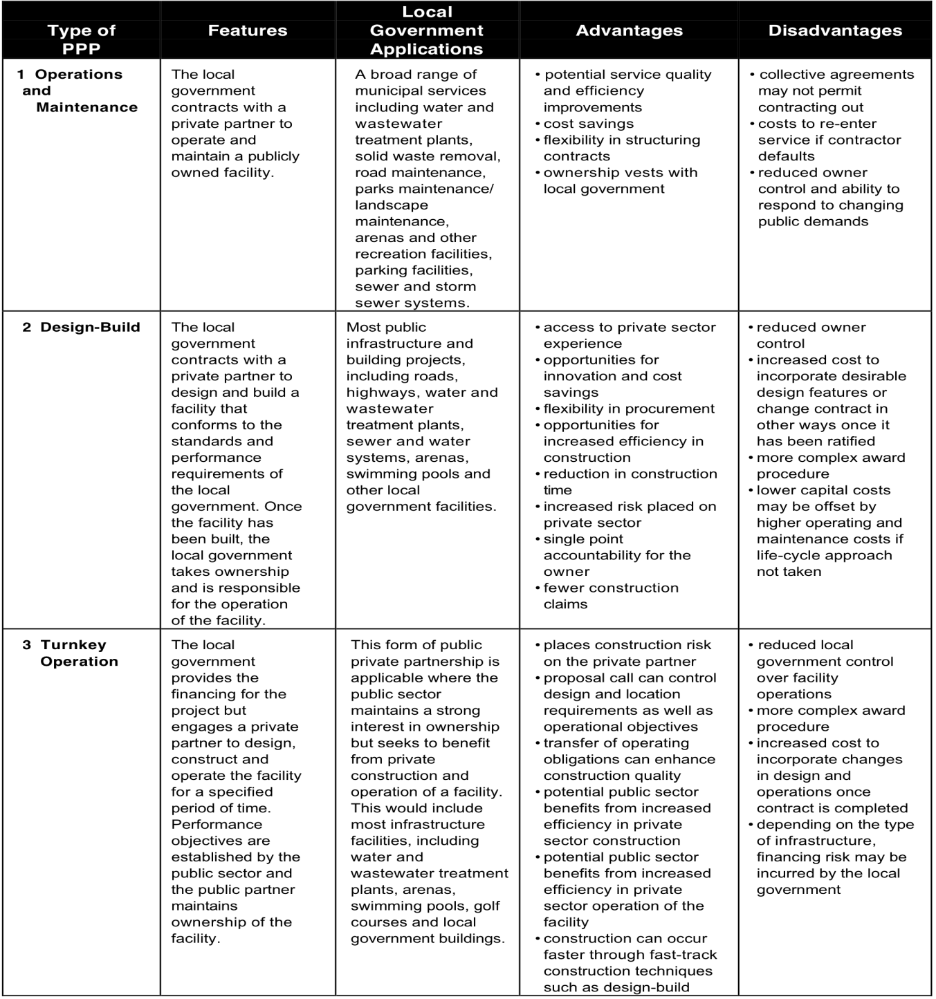 Type of
PPP
Features
Local
Government
Applications
Advantages
Disadvantages
1 Operations
and
Maintenance
The local
government
contracts with a
private partner to
operate and
maintain a publicly
owned facility.
A broad range of
municipal services
including water and
wastewater
treatment plants,
solid waste removal,
road maintenance,
parks maintenance/
landscape
maintenance,
arenas and other
recreation facilities,
parking facilities,
sewer and storm
sewer systems.
• potential service quality
and efficiency
improvements
• cost savings
• flexibility in structuring
contracts
• ownership vests with
local government
• collective agreements
may not permit
contracting out
• costs to re-enter
service if contractor
defaults
• reduced owner
control and ability to
respond to changing
public demands
2 Design-Build
The local
government
contracts with a
private partner to
design and build a
facility that
conforms to the
standards and
performance
requirements of
the local
government. Once
the facility has
been built, the
local government
takes ownership
and is responsible
for the operation
of the facility.
Most public
infrastructure and
building projects,
including roads,
highways, water and
wastewater
treatment plants,
sewer and water
systems, arenas,
swimming pools and
other local
government facilities.
• access to private sector
experience
• opportunities for
innovation and cost
savings
• flexibility in procurement
• opportunities for
increased efficiency in
construction
• reduction in construction
time
• increased risk placed on
private sector
• single point
accountability for the
owner
• fewer construction
claims
• reduced owner
control
• increased cost to
incorporate desirable
design features or
change contract in
other ways once it
has been ratified
• more complex award
procedure
• lower capital costs
may be offset by
higher operating and
maintenance costs if
life-cycle approach
not taken
3 Turnkey
Operation
The local
government
provides the
financing for the
project but
engages a private
partner to design,
construct and
operate the facility
for a specified
period of time.
Performance
objectives are
established by the
public sector and
the public partner
maintains
ownership of the
facility.
This form of public
private partnership is
applicable where the
public sector
maintains a strong
interest in ownership
but seeks to benefit
from private
construction and
operation of a facility.
This would include
most infrastructure
facilities, including
water and
wastewater treatment
plants, arenas,
swimming pools, golf
courses and local
government buildings.
• places construction risk
on the private partner
• proposal call can control
design and location
requirements as well as
operational objectives
• transfer of operating
obligations can enhance
construction quality
• potential public sector
benefits from increased
efficiency in private
sector construction
• potential public sector
benefits from increased
efficiency in private
sector operation of the
facility
• construction can occur
faster through fast-track
construction techniques
such as design-build
• reduced local
government control
over facility
operations
• more complex award
procedure
• increased cost to
incorporate changes
in design and
operations once
contract is completed
• depending on the type
of infrastructure,
financing risk may be
incurred by the local
government